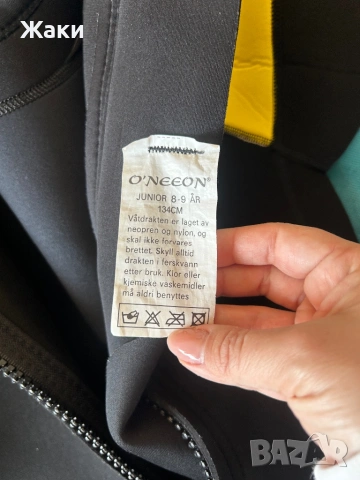 Жаки
O'NEEON®
JUNIOR 8-9 ÅR
134CM
Våtdrakten er laget av
neopren og nylon, og
skal ikke forvares
brettet. Skyll alltid
drakten i ferskvann
etter bruk. Klor eller
kjemiske vaskemidler
må aldri benyttes
bazar